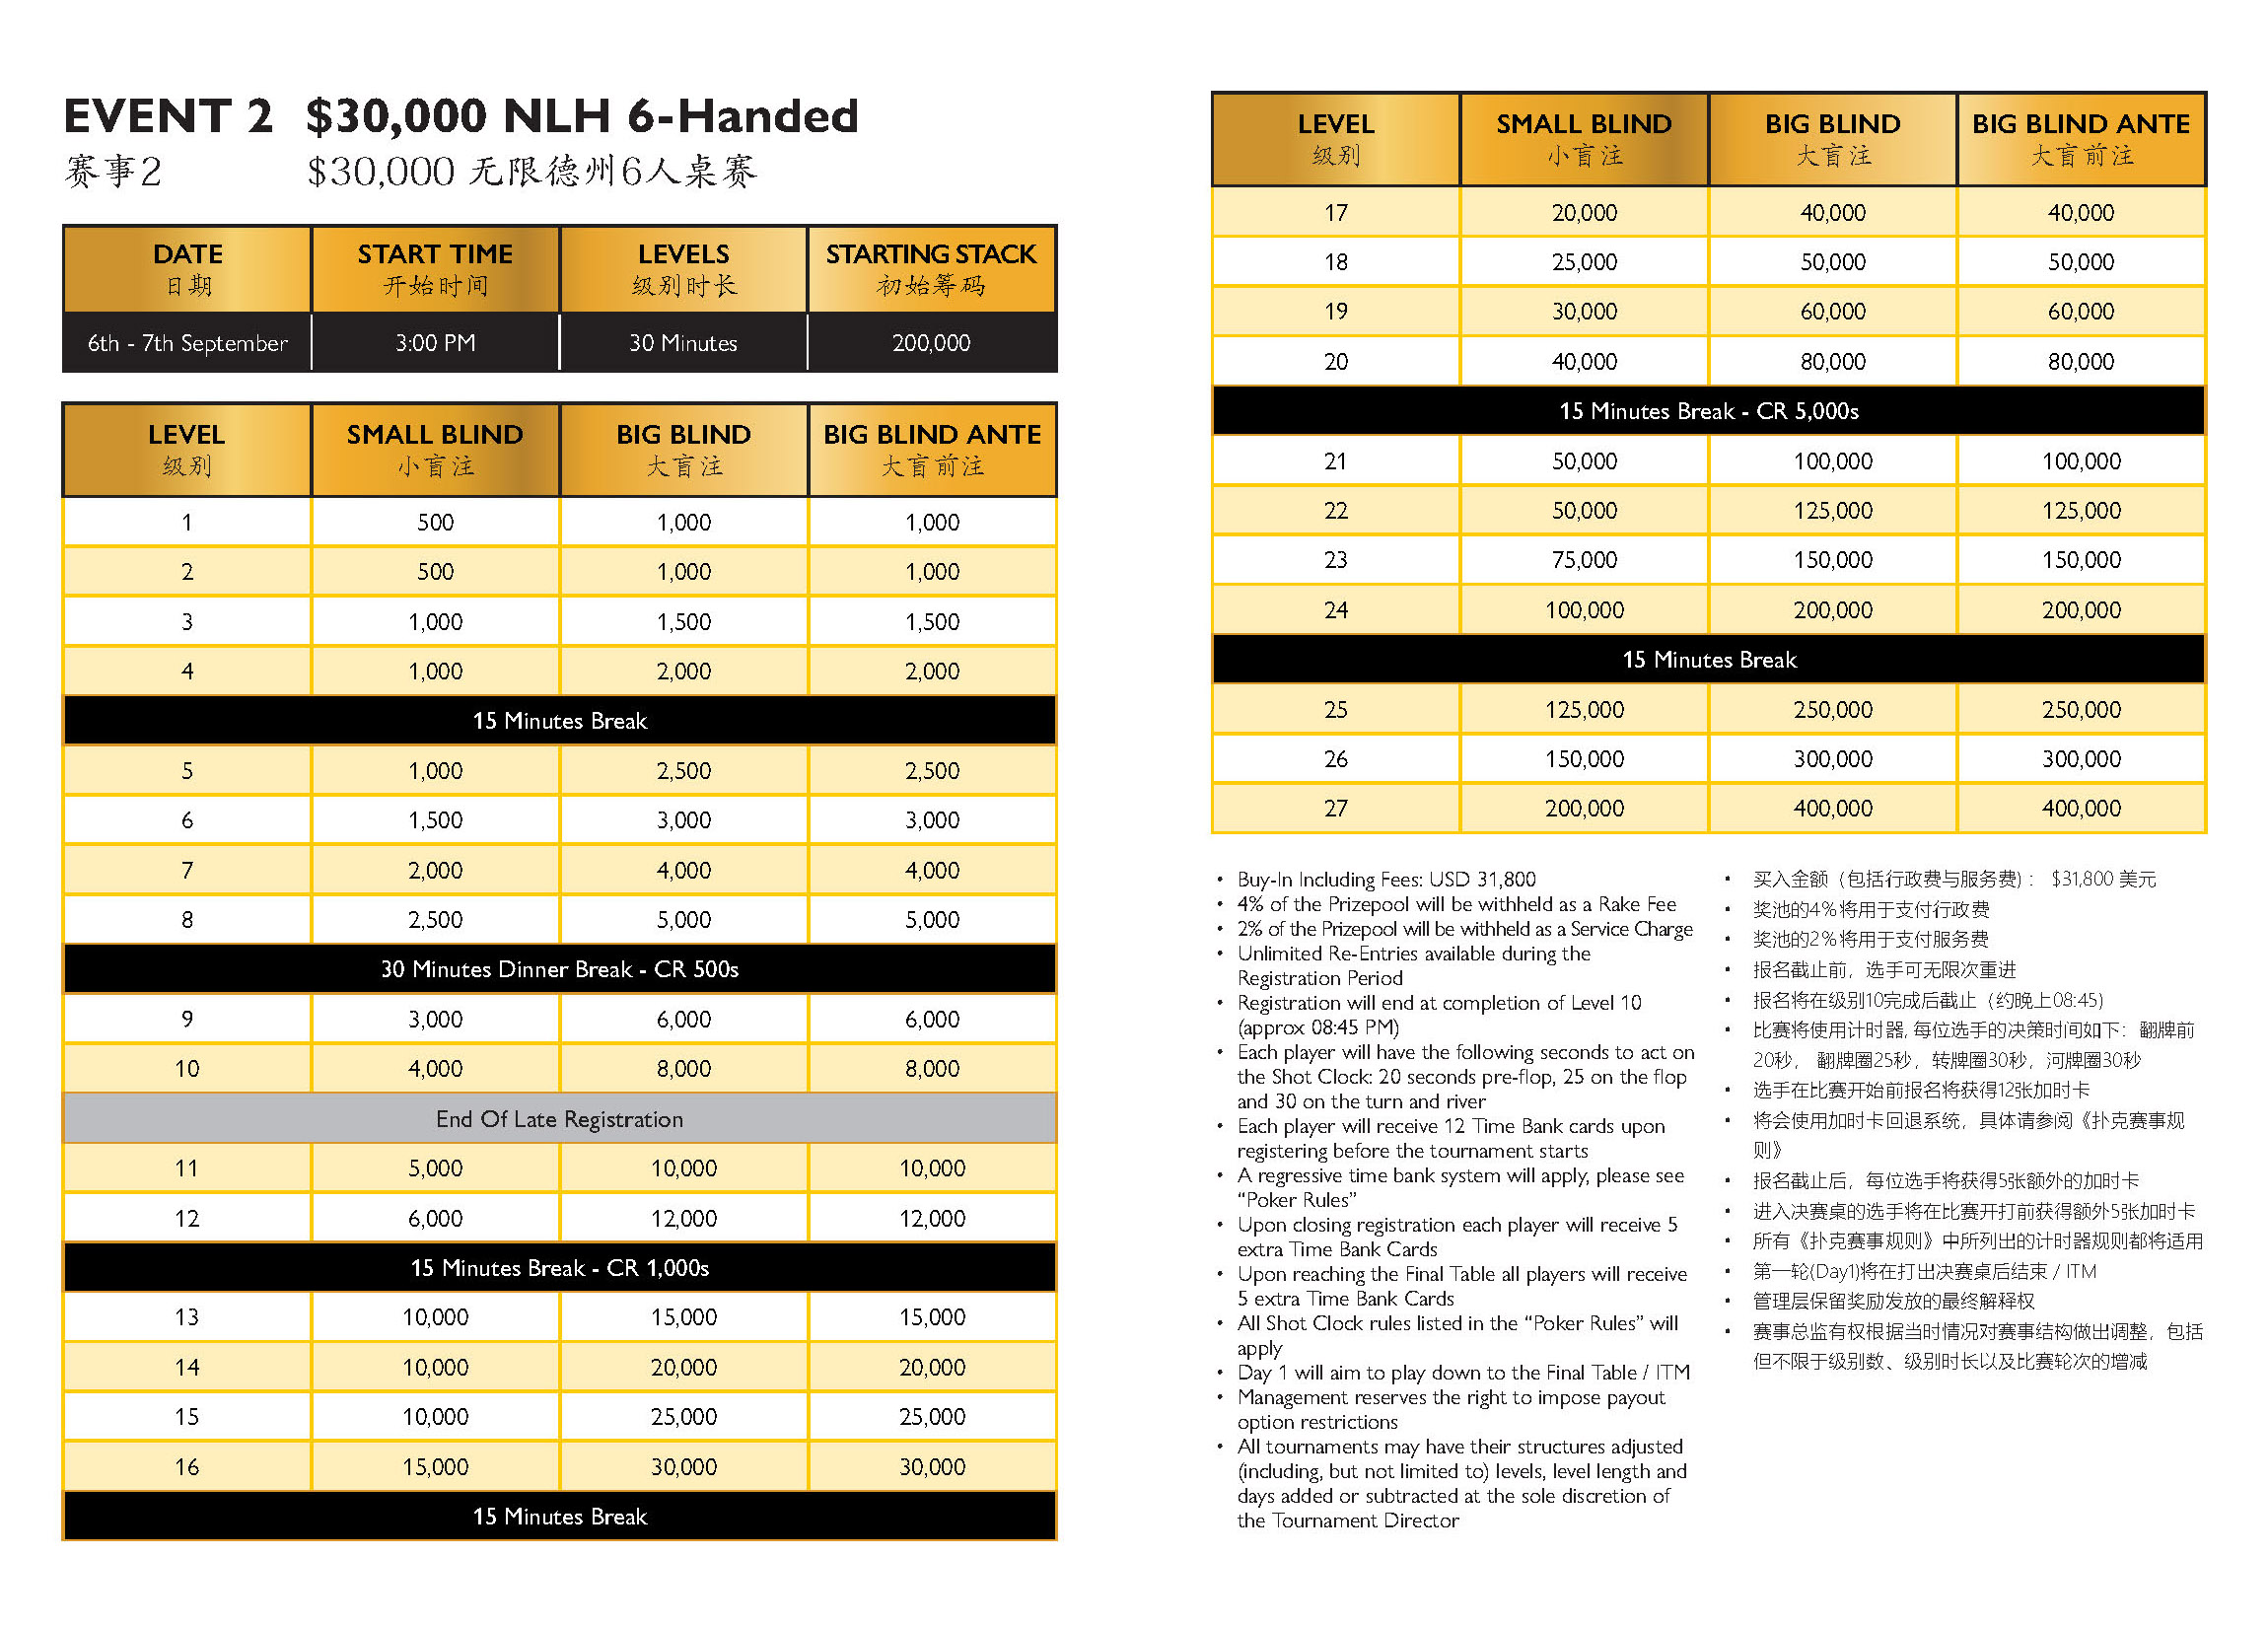 EVENT 2 $30,000 NLH 6-Handed
赛事2 $30,000 无限德州6人桌赛
DATE START TIME LEVELS STARTING STACK
日期 开始时间 级别时长 初始筹码
6th - 7th September 3:00 PM 30 Minutes 200,000
LEVEL SMALL BLIND BIG BLIND BIG BLIND ANTE
级别 小盲注 大盲注 大盲前注
1 500 1,000 1,000
2 500 1,000 1,000
3 1,000 1,500 1,500
4 1,000 2,000 2,000
15 Minutes Break
5 1,000 2,500 2,500
6 1,500 3,000 3,000
7 2,000 4,000 4,000
8 2,500 5,000 5,000
30 Minutes Dinner Break - CR 500s
9 3,000 6,000 6,000
10 4,000 8,000 8,000
End Of Late Registration
11 5,000 10,000 10,000
12 6,000 12,000 12,000
15 Minutes Break - CR 1,000s
13 10,000 15,000 15,000
14 10,000 20,000 20,000
15 10,000 25,000 25,000
16 15,000 30,000 30,000
15 Minutes Break
LEVEL SMALL BLIND BIG BLIND BIG BLIND ANTE
级别 小盲注 大盲注 大盲前注
17 20,000 40,000 40,000
18 25,000 50,000 50,000
19 30,000 60,000 60,000
20 40,000 80,000 80,000
15 Minutes Break - CR 5,000s
21 50,000 100,000 100,000
22 50,000 125,000 125,000
23 75,000 150,000 150,000
24 100,000 200,000 200,000
15 Minutes Break
25 125,000 250,000 250,000
26 150,000 300,000 300,000
27 200,000 400,000 400,000
• Buy-In Including Fees: USD 31,800
• 4% of the Prizepool will be withheld as a Rake Fee
• 2% of the Prizepool will be withheld as a Service Charge
• Unlimited Re-Entries available during the
Registration Period
• Registration will end at completion of Level 10
(approx 08:45 PM)
• Each player will have the following seconds to act on
the Shot Clock: 20 seconds pre-flop, 25 on the flop
and 30 on the turn and river
• Each player will receive 12 Time Bank cards upon
registering before the tournament starts
• A regressive time bank system will apply, please see
“Poker Rules”
• Upon closing registration each player will receive 5
extra Time Bank Cards
• Upon reaching the Final Table all players will receive
5 extra Time Bank Cards
• All Shot Clock rules listed in the “Poker Rules” will
apply
• Day 1 will aim to play down to the Final Table / ITM
• Management reserves the right to impose payout
option restrictions
• All tournaments may have their structures adjusted
(including, but not limited to) levels, level length and
days added or subtracted at the sole discretion of
the Tournament Director
• 买入金额（包括行政费与服务费）： $31,800 美元
• 奖池的4%将用于支付行政费
• 奖池的2%将用于支付服务费
• 报名截止前，选手可无限次重进
• 报名将在级别10完成后截止（约晚上08:45)
• 比赛将使用计时器, 每位选手的决策时间如下：翻牌前
20秒， 翻牌圈25秒，转牌圈30秒，河牌圈30秒
• 选手在比赛开始前报名将获得12张加时卡
• 将会使用加时卡回退系统，具体请参阅《扑克赛事规
则》
• 报名截止后，每位选手将获得5张额外的加时卡
• 进入决赛桌的选手将在比赛开打前获得额外5张加时卡
• 所有《扑克赛事规则》中所列出的计时器规则都将适用
• 第一轮(Day1)将在打出决赛桌后结束 / ITM
• 管理层保留奖励发放的最终解释权
• 赛事总监有权根据当时情况对赛事结构做出调整，包括
但不限于级别数、级别时长以及比赛轮次的增减